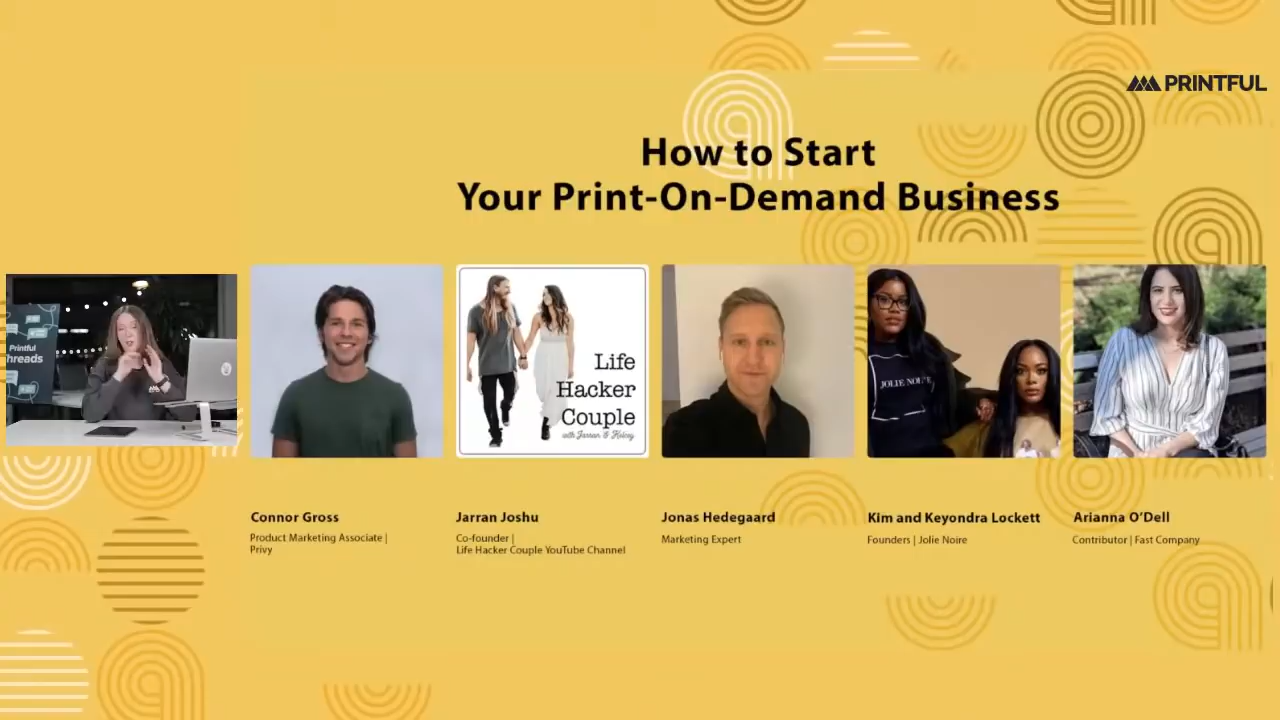 PRINTFUL
How to Start
Your Print-On-Demand Business
Printful
hreads
Life
Hacker
Couple
with Jarran & Kelsey
JOLIE NOIRE
Connor Gross
Product Marketing Associate |
Privy
Jarran Joshu
Co-founder |
Life Hacker Couple YouTube Channel
Jonas Hedegaard
Marketing Expert
Kim and Keyondra Lockett
Founders | Jolie Noire
Arianna O’Dell
Contributor | Fast Company